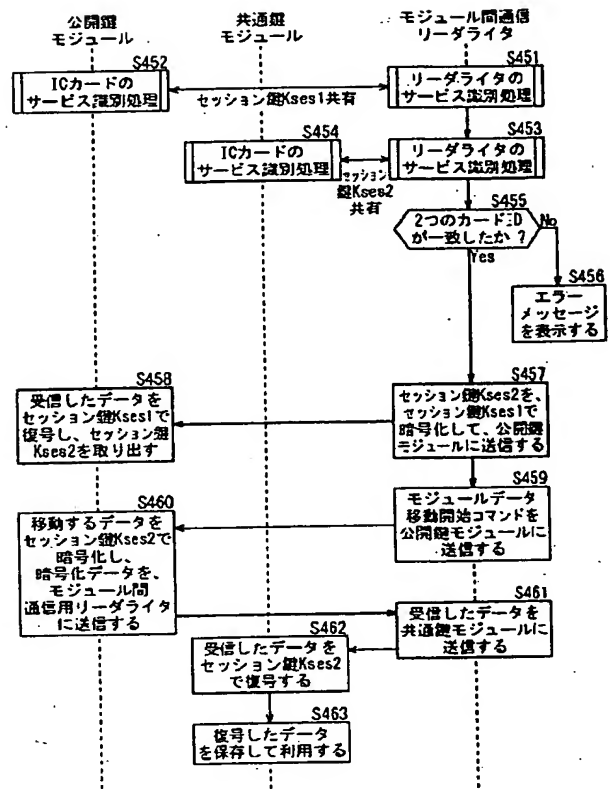 公開鍵
モジュール
共通鍵
モジュール
モジュール間通信
リーダライタ
S452
ICカードの
サービス識別処理
セッション鍵Kses1共有
S451
リーダライタの
サービス識別処理
S454
ICカードの
サービス識別処理
セッション
鍵Kses2
共有
S453
リーダライタの
サービス識別処理
S455
2つのカードID
が一致したか?
No
Yes
S456
エラー
メッセージ
を表示する
S457
セッション鍵Kses2を、
セッション鍵Kses1で
暗号化して、公開鍵
モジュールに送信する
S458
受信したデータを
セッション鍵Kses1で
復号し、セッション鍵
Kses2を取り出す
S459
モジュールデータ
移動開始コマンドを
公開鍵モジュールに
送信する
S460
移動するデータを
セッション鍵Kses2で
暗号化し、
暗号化データを、
モジュール間
通信用リーダライタ
に送信する
S461
受信したデータを
共通鍵モジュールに
送信する
S462
受信したデータを
セッション鍵Kses2
で復号する
S463
復号したデータ
を保存して利用する